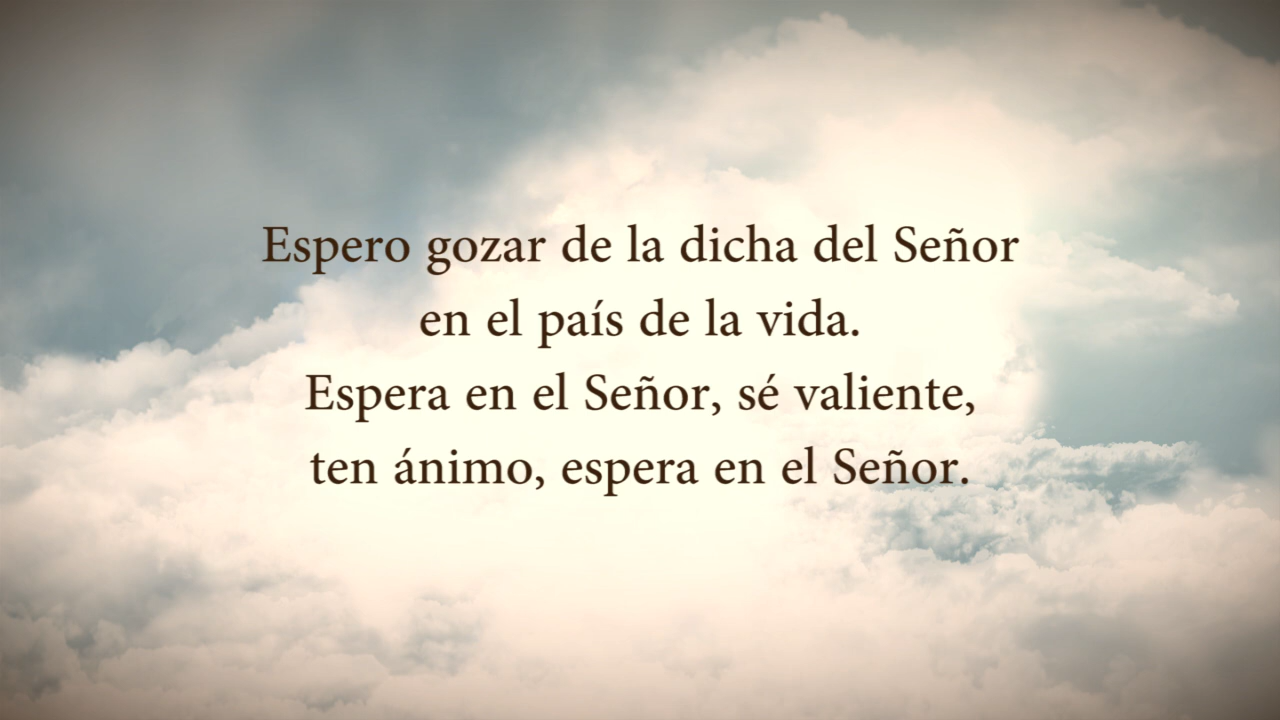 Espero gozar de la dicha del Señor
en el país de la vida.
Espera en el Señor, sé valiente,
ten ánimo, espera en el Señor.